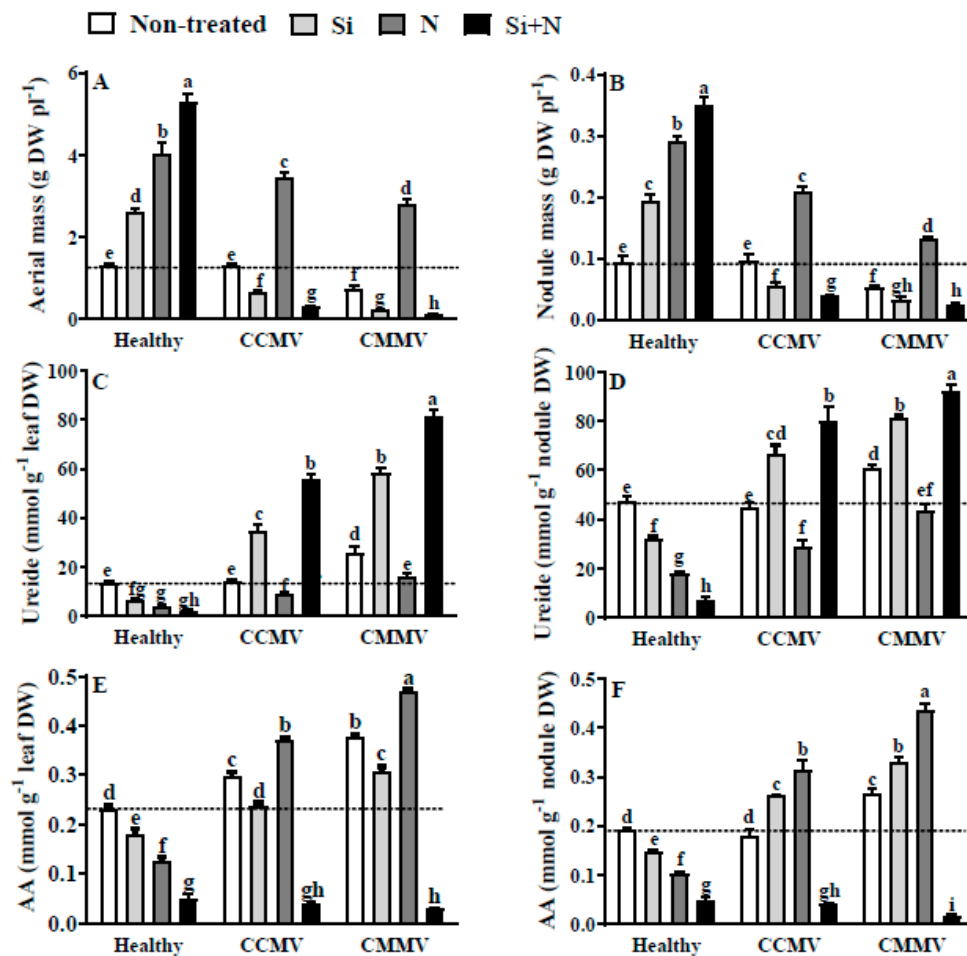 Non-treated Si N Si+N
A
Aerial mass (g DW pl⁻¹)
6
4
2
0
e d b a
e f c g
f g d h
Healthy CCMV CMMV
B
Nodule mass (g DW pl⁻¹)
0.4
0.3
0.2
0.1
0.0
e c b a
e f c g
f gh d h
Healthy CCMV CMMV
C
Ureide (mmol g⁻¹ leaf DW)
100
80
60
40
20
0
e fg g gh
e c f b
d b e a
Healthy CCMV CMMV
D
Ureide (mmol g⁻¹ nodule DW)
100
80
60
40
20
0
e f g h
e cd f b
d b ef a
Healthy CCMV CMMV
E
AA (mmol g⁻¹ leaf DW)
0.5
0.4
0.3
0.2
0.1
0.0
d e f g
c d b gh
b c a h
Healthy CCMV CMMV
F
AA (mmol g⁻¹ nodule DW)
0.5
0.4
0.3
0.2
0.1
0.0
d e f g
d c b gh
c b a i
Healthy CCMV CMMV